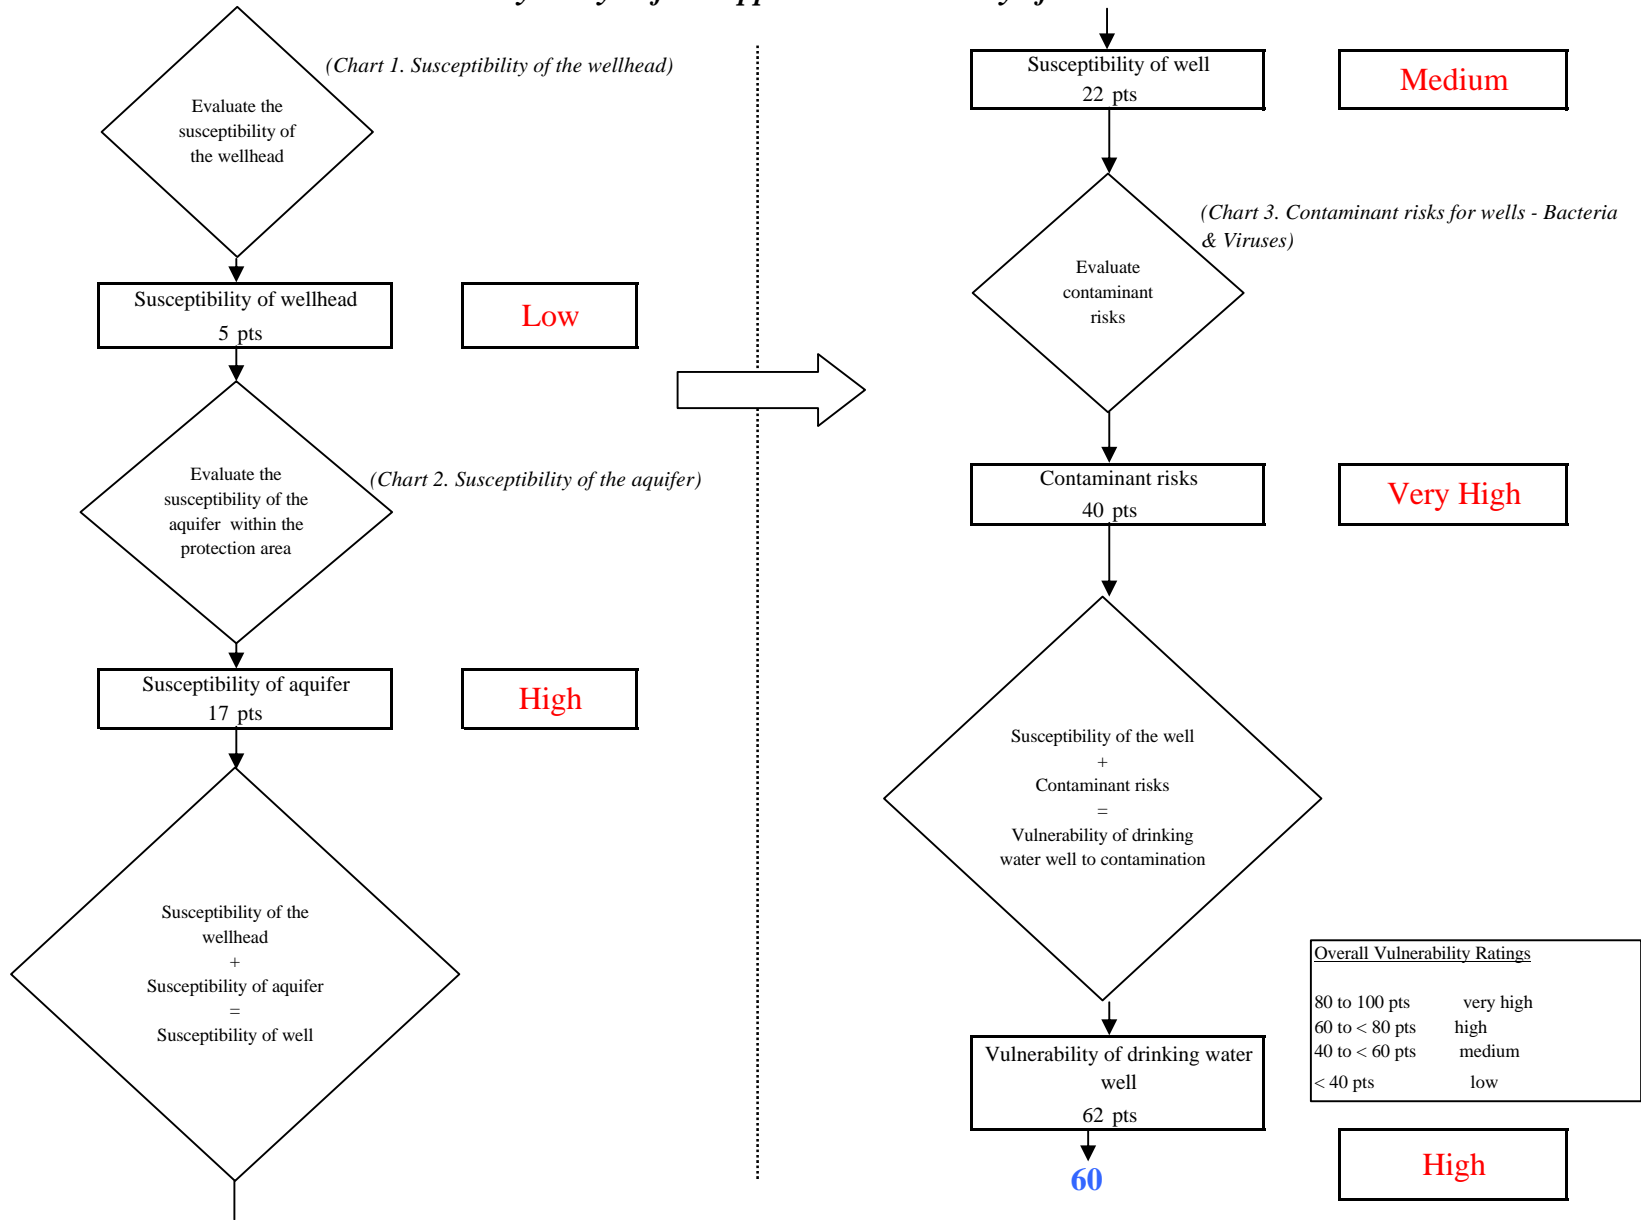 (Chart 1. Susceptibility of the wellhead)
Evaluate the
susceptibility of
the wellhead
Susceptibility of wellhead
5 pts
Low
Evaluate the
susceptibility of the
aquifer within the
protection area
(Chart 2. Susceptibility of the aquifer)
Susceptibility of aquifer
17 pts
High
Susceptibility of the
wellhead
+
Susceptibility of aquifer
=
Susceptibility of well
Susceptibility of well
22 pts
Medium
(Chart 3. Contaminant risks for wells - Bacteria
& Viruses)
Evaluate
contaminant
risks
Contaminant risks
40 pts
Very High
Susceptibility of the well
+
Contaminant risks
=
Vulnerability of drinking
water well to contamination
Overall Vulnerability Ratings
80 to 100 pts very high
60 to < 80 pts high
40 to < 60 pts medium
< 40 pts low
Vulnerability of drinking water
well
62 pts
60
High